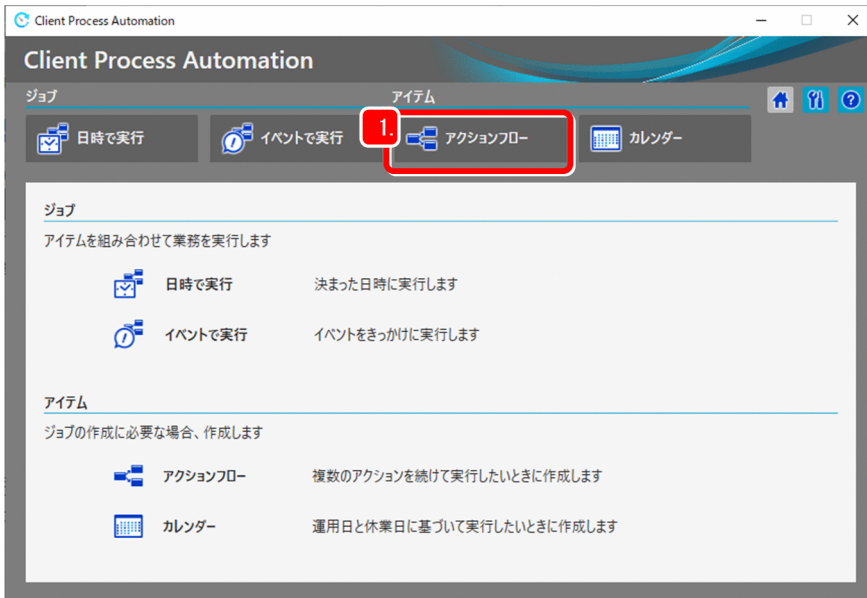 Client Process Automation
Client Process Automation
ジョブ
アイテム
日時で実行
イベントで実行
1.
アクションフロー
カレンダー
ジョブ
アイテムを組み合わせて業務を実行します
日時で実行 決まった日時に実行します
イベントで実行 イベントをきっかけに実行します
アイテム
ジョブの作成に必要な場合、作成します
アクションフロー 複数のアクションを続けて実行したいときに作成します
カレンダー 運用日と休業日に基づいて実行したいときに作成します